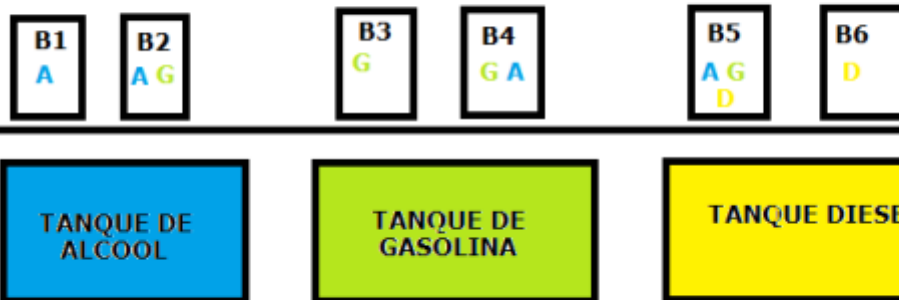 B1
A
B2
A G
B3
G
B4
G A
B5
A G
D
B6
D
TANQUE DE
ALCOOL
TANQUE DE
GASOLINA
TANQUE DIESE